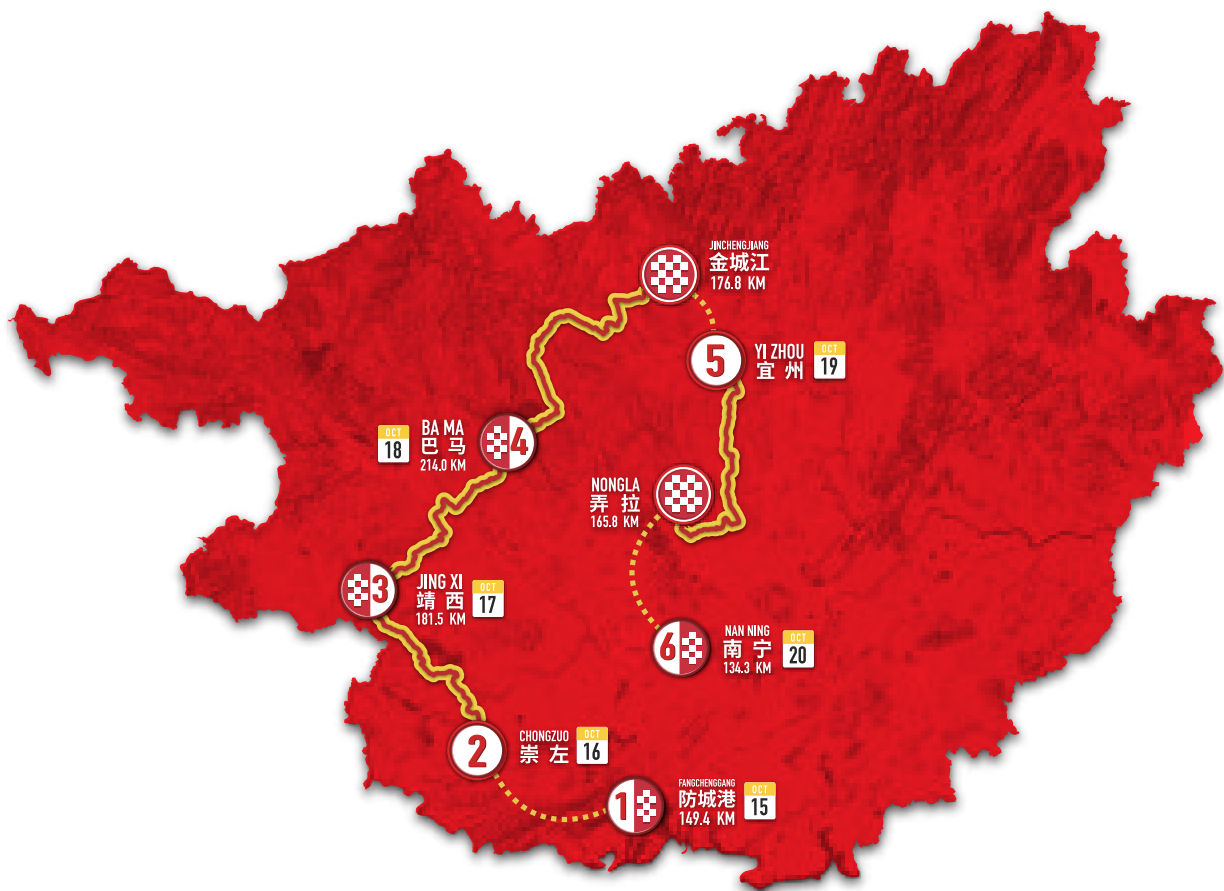 JINCHENGJIANG
金城江
176.8 KM
5
YI ZHOU
宜州
OCT
19
OCT
18
BA MA
巴马
214.0 KM
4
NONGLA
弄拉
165.8 KM
3
JING XI
靖西
181.5 KM
OCT
17
6
NAN NING
南宁
134.3 KM
OCT
20
2
CHONGZUO
崇左
OCT
16
1
FANGCHENGGANG
防城港
149.4 KM
OCT
15